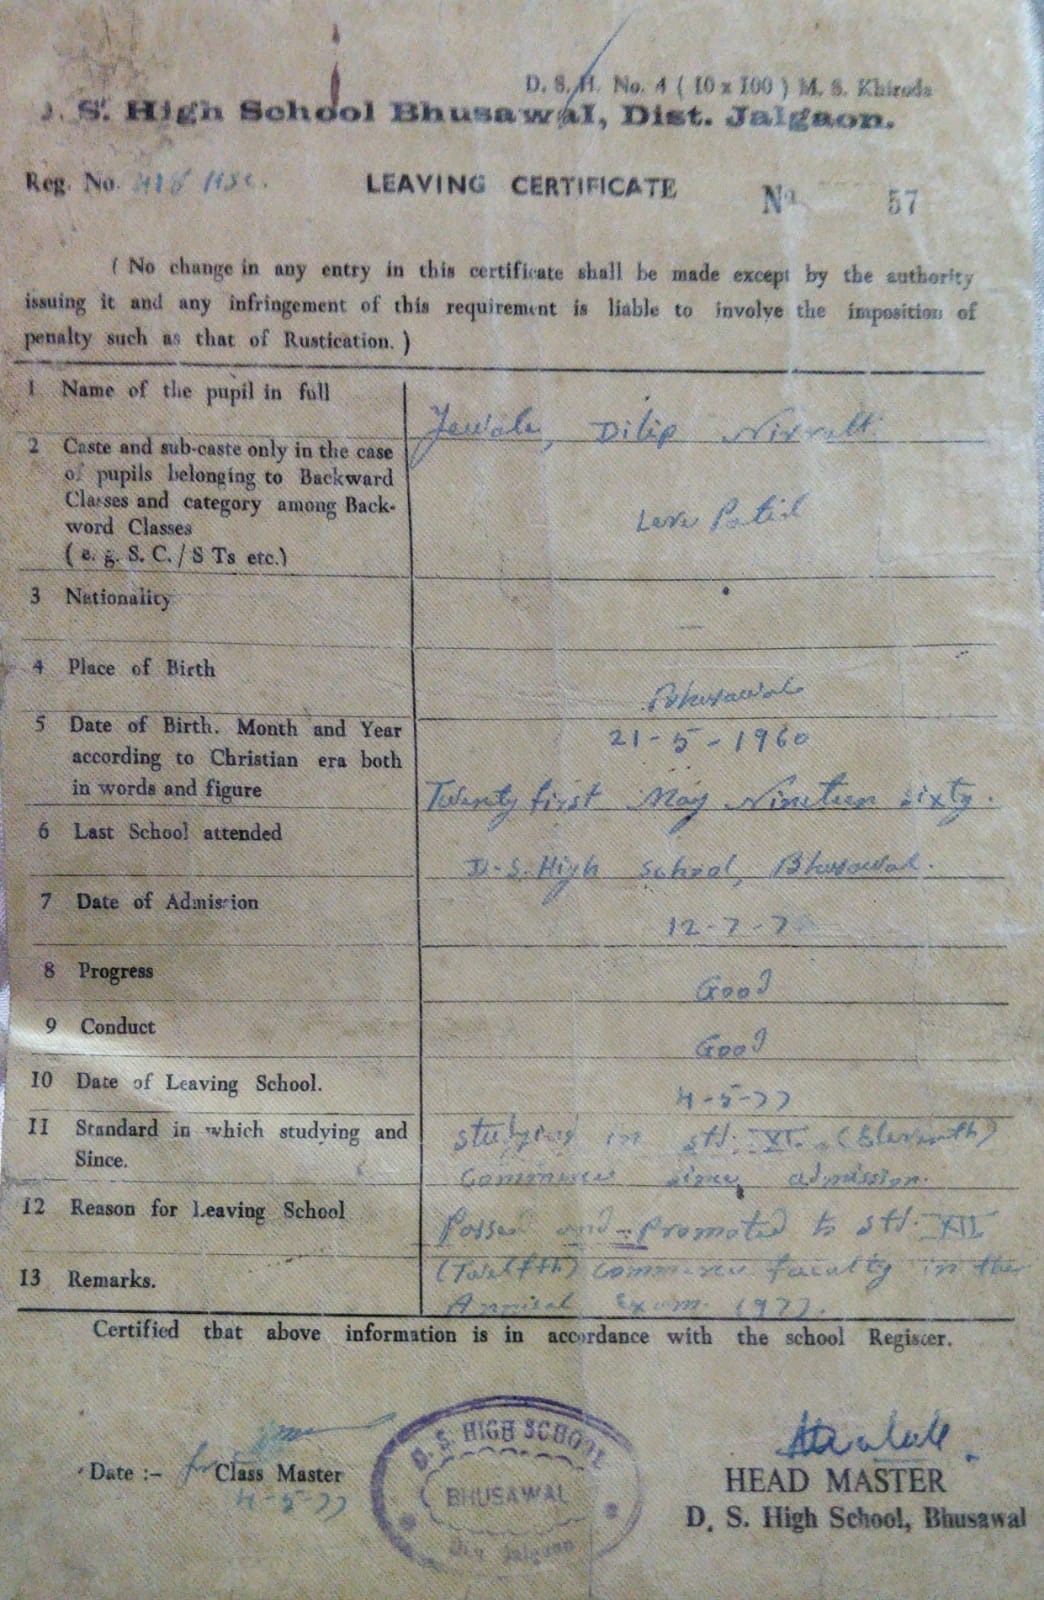 D. S. H. No. 4 ( 10 x 100 ) M. S. Khiroda
. S. High School Bhusawal, Dist. Jalgaon.
Reg. No. HSC.
LEAVING CERTIFICATE
No 57
( No change in any entry in this certificate shall be made except by the authority
issuing it and any infringement of this requirement is liable to involve the imposition of
penalty such as that of Rustication. )
1 Name of the pupil in full
Jawale, Dilip
2 Caste and sub-caste only in the case
of pupils belonging to Backward
Classes and category among Back-
word Classes
( e. g. S. C. / S Ts etc.)
Leva Patil
3 Nationality
4 Place of Birth
Bhusawal
5 Date of Birth. Month and Year
according to Christian era both
in words and figure
21-5-1960
Twenty first May Nineteen sixty.
6 Last School attended
D.S. High School, Bhusawal.
7 Date of Admission
12-7-7
8 Progress
Good
9 Conduct
Good
10 Date of Leaving School.
4-5-77
11 Standard in which studying and
Since.
Studying in std. XI. (Eleventh)
Commerce since admission.
12 Reason for Leaving School
Passed and promoted to std. XII
13 Remarks.
(Twelfth) Commerce faculty in the
Annual Exam. 1977.
Certified that above information is in accordance with the school Register.
D. S. HIGH SCHOOL
BHUSAWAL
Jalgaon
Date :- for Class Master
4-5-77
HEAD MASTER
D. S. High School, Bhusawal